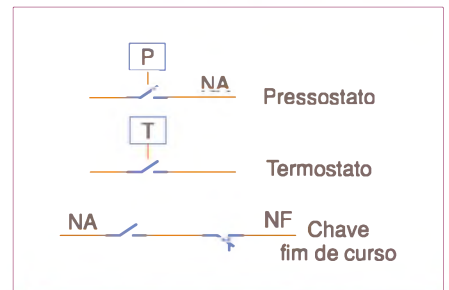 P
NA Pressostato
T
Termostato
NA NF Chave
fim de curso